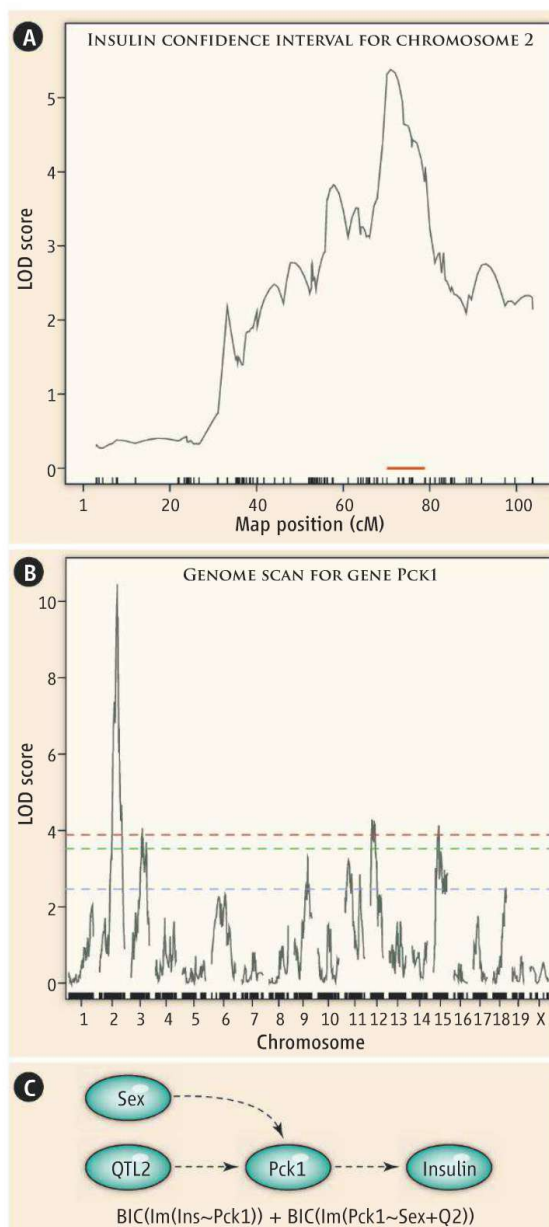 A
INSULIN CONFIDENCE INTERVAL FOR CHROMOSOME 2
LOD score
5
4
3
2
1
0
1 20 40 60 80 100
Map position (cM)
B
GENOME SCAN FOR GENE PCK1
LOD score
10
8
6
4
2
0
1 2 3 4 5 6 7 8 9 10 11 12 13 14 15 16 17 18 19 X
Chromosome
C
Sex
QTL2
Pck1
Insulin
BIC(Im(Ins~Pck1)) + BIC(Im(Pck1~Sex+Q2))